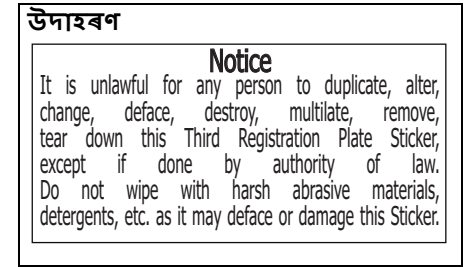 উদাহৰণ
Notice
It is unlawful for any person to duplicate, alter,
change, deface, destroy, multilate, remove,
tear down this Third Registration Plate Sticker,
except if done by authority of law.
Do not wipe with harsh abrasive materials,
detergents, etc. as it may deface or damage this Sticker.